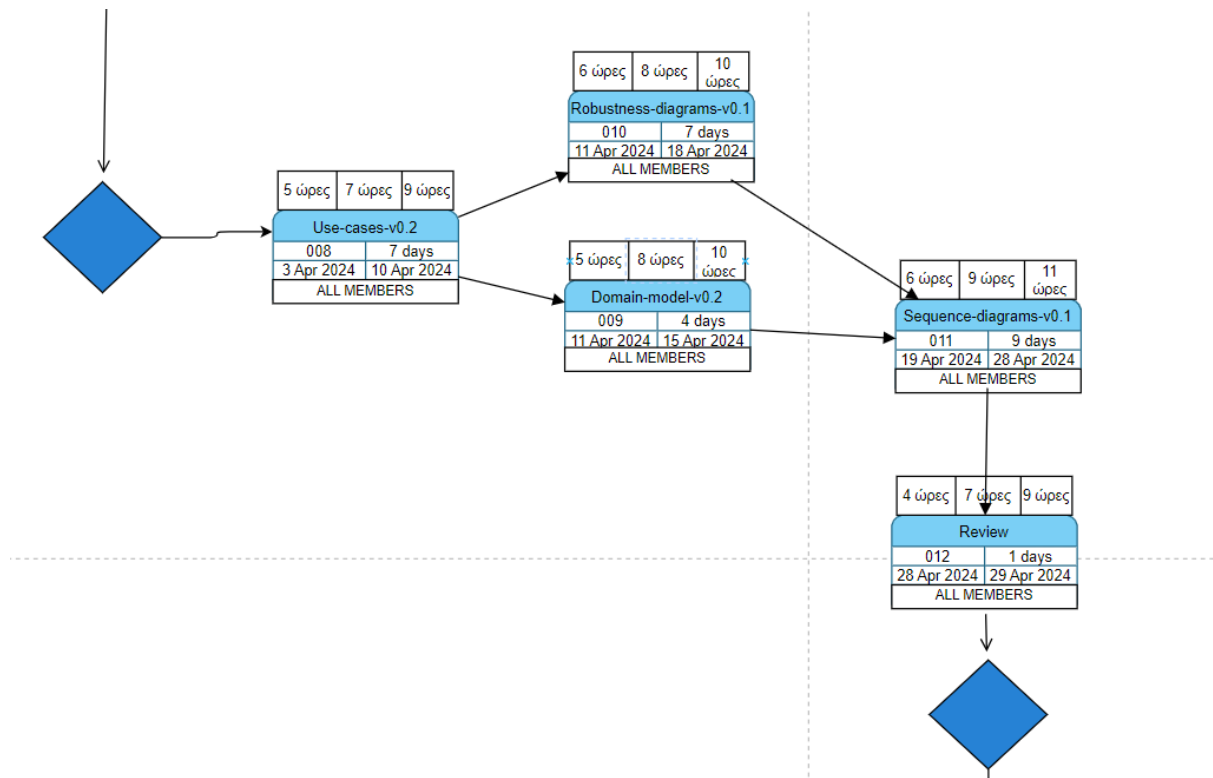 6 ώρες 8 ώρες 10 ώρες
Robustness-diagrams-v0.1
010 7 days
11 Apr 2024 18 Apr 2024
ALL MEMBERS
5 ώρες 7 ώρες 9 ώρες
Use-cases-v0.2
008 7 days
3 Apr 2024 10 Apr 2024
ALL MEMBERS
5 ώρες 8 ώρες 10 ώρες
Domain-model-v0.2
009 4 days
11 Apr 2024 15 Apr 2024
ALL MEMBERS
6 ώρες 9 ώρες 11 ώρες
Sequence-diagrams-v0.1
011 9 days
19 Apr 2024 28 Apr 2024
ALL MEMBERS
4 ώρες 7 ώρες 9 ώρες
Review
012 1 days
28 Apr 2024 29 Apr 2024
ALL MEMBERS